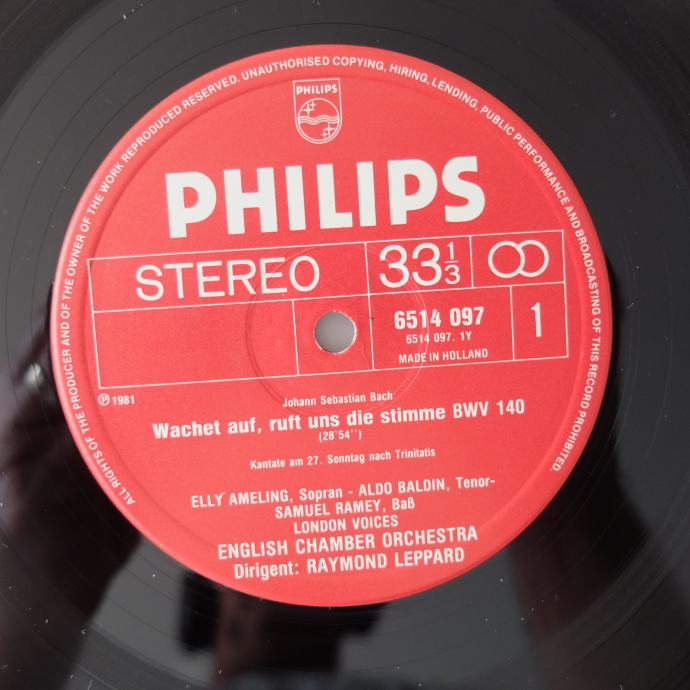 ALL RIGHTS OF THE PRODUCER AND OF THE OWNER OF THE WORK REPRODUCED RESERVED. UNAUTHORISED COPYING, HIRING, LENDING, PUBLIC PERFORMANCE AND BROADCASTING OF THIS RECORD PROHIBITED.
PHILIPS
PHILIPS
STEREO
33 1/3
6514 097
6514 097. 1Y
MADE IN HOLLAND
1
℗ 1981
Johann Sebastian Bach
Wachet auf, ruft uns die stimme BWV 140
(28'54'')
Kantate am 27. Sonntag nach Trinitatis
ELLY AMELING, Sopran - ALDO BALDIN, Tenor-
SAMUEL RAMEY, Baß
LONDON VOICES
ENGLISH CHAMBER ORCHESTRA
Dirigent: RAYMOND LEPPARD